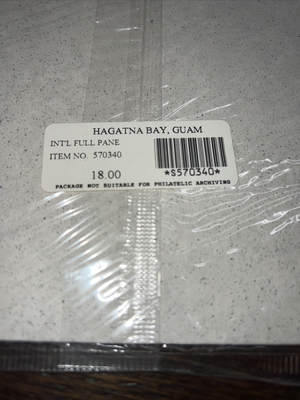 HAGATNA BAY, GUAM
INT'L FULL PANE
ITEM NO. 570340
*S570340*
18.00
PACKAGE NOT SUITABLE FOR PHILATELIC ARCHIVING